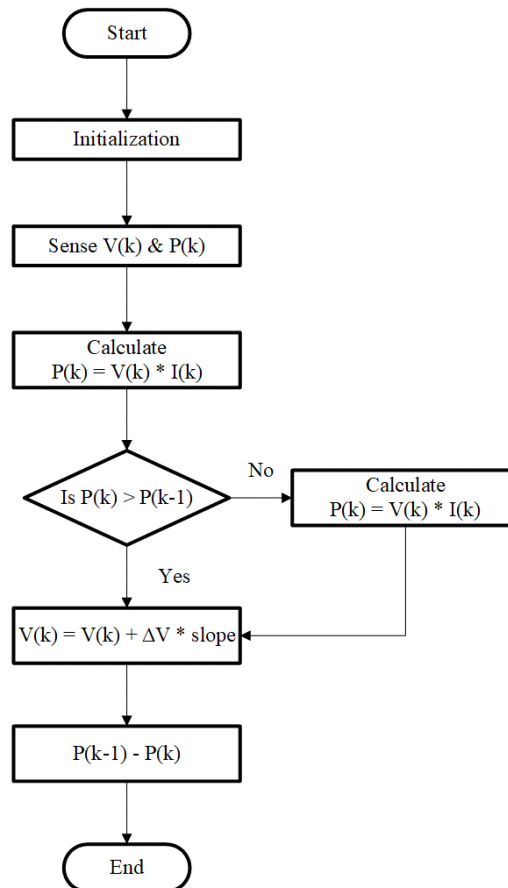 Start
Initialization
Sense V(k) & P(k)
Calculate
P(k) = V(k) * I(k)
Is P(k) > P(k-1)
No
Calculate
P(k) = V(k) * I(k)
Yes
V(k) = V(k) + ΔV * slope
P(k-1) - P(k)
End